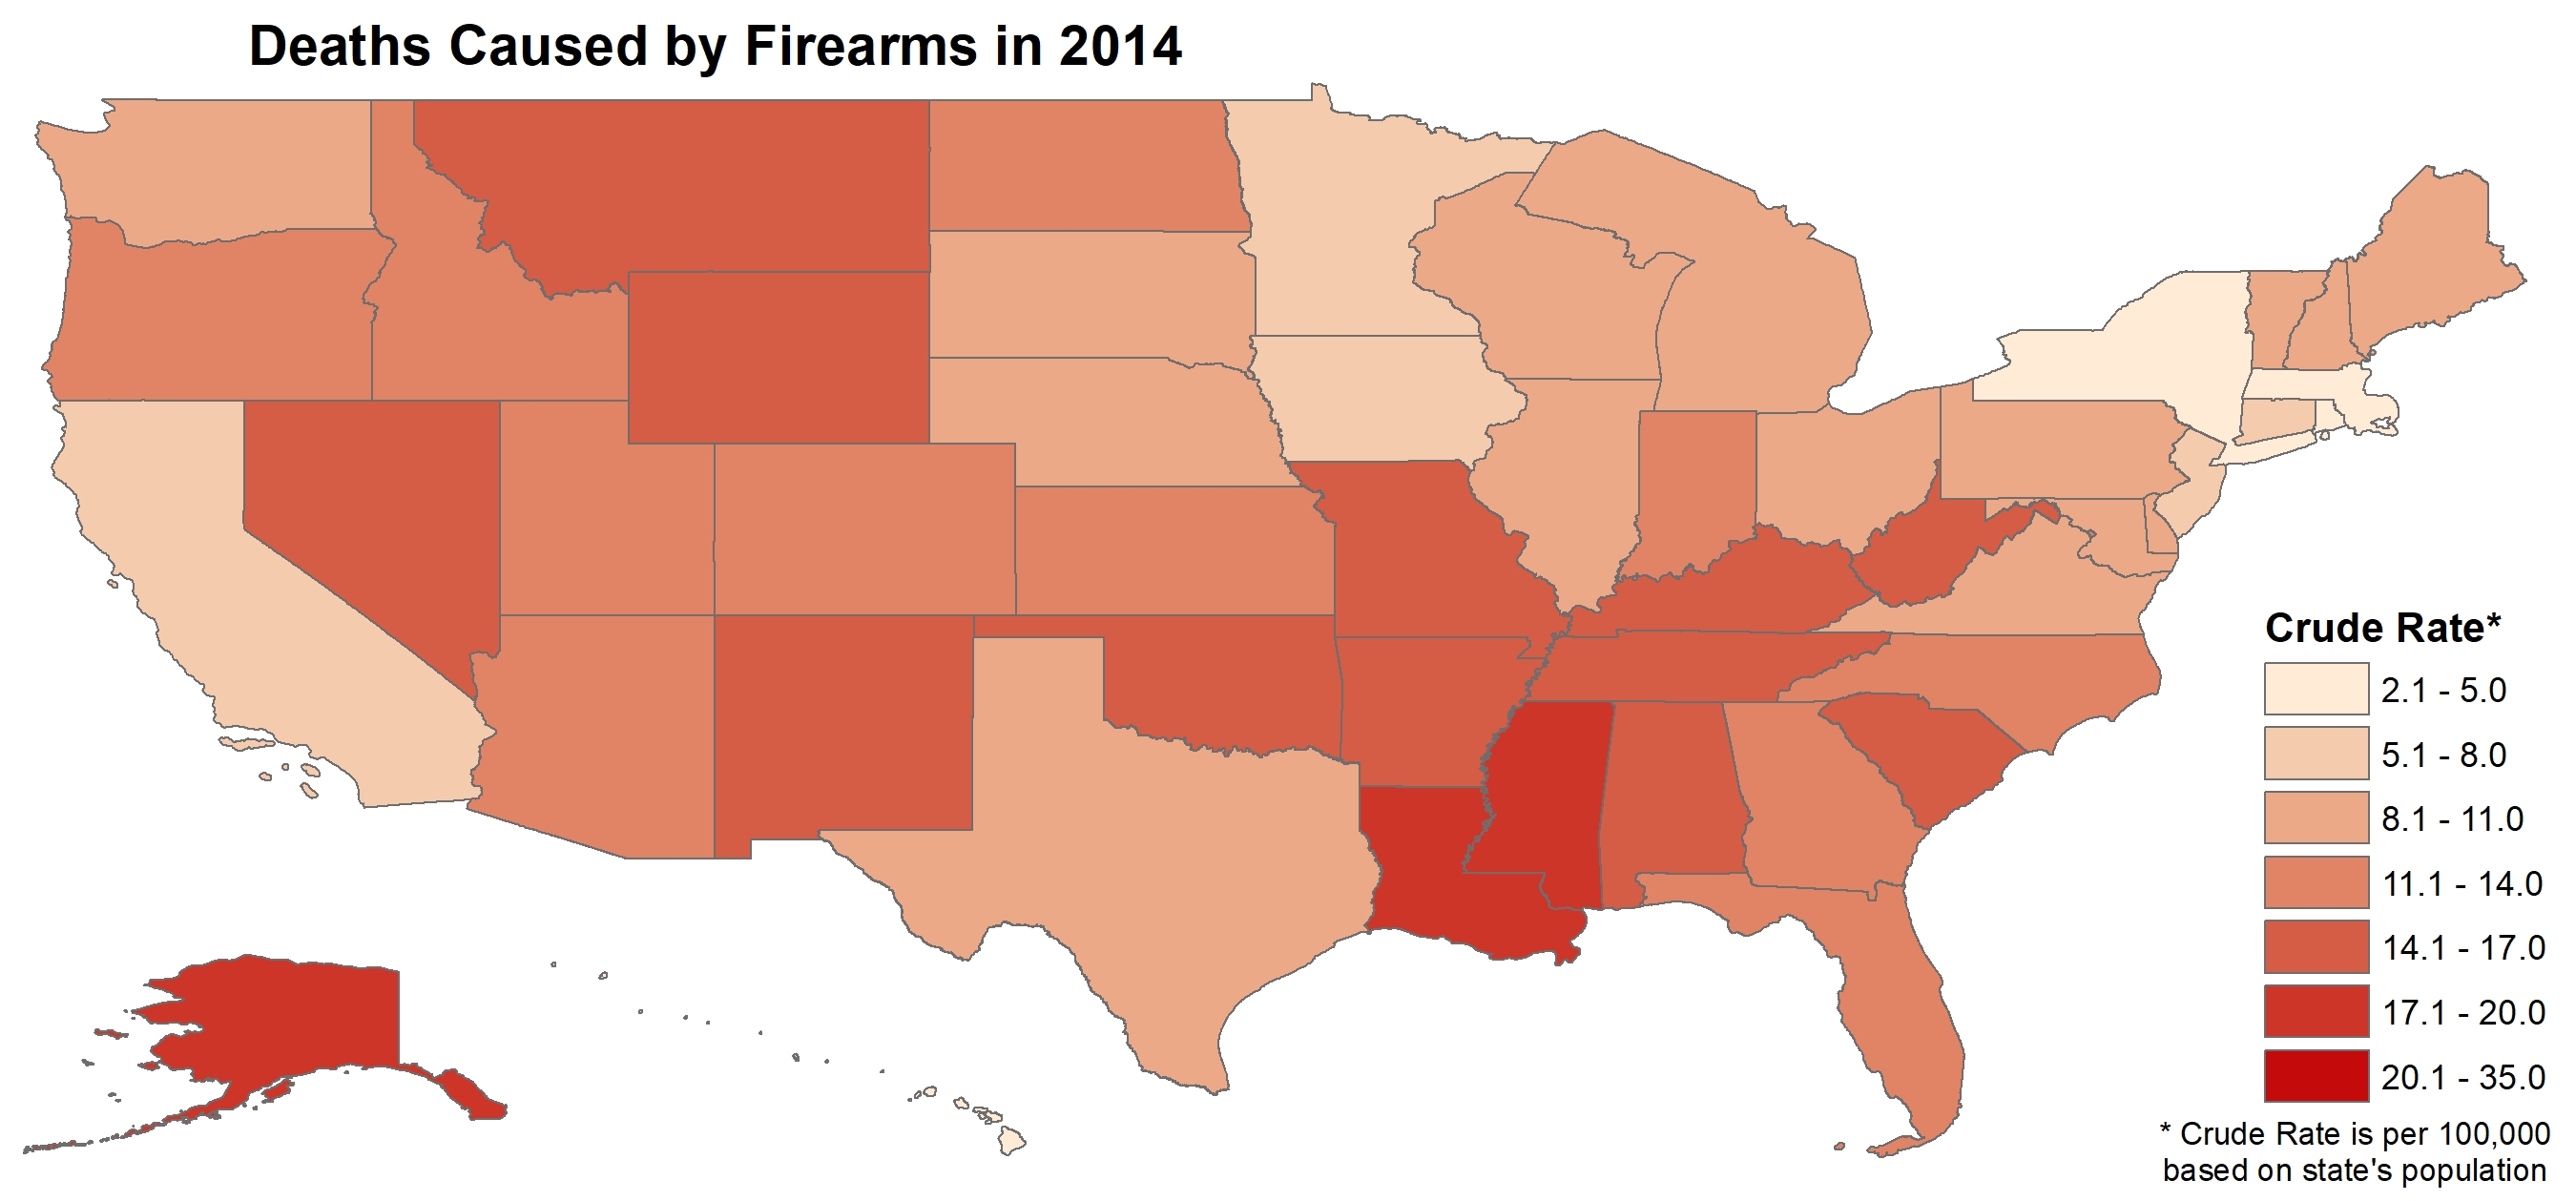 Deaths Caused by Firearms in 2014
Crude Rate*
2.1 - 5.0
5.1 - 8.0
8.1 - 11.0
11.1 - 14.0
14.1 - 17.0
17.1 - 20.0
20.1 - 35.0
* Crude Rate is per 100,000
based on state's population